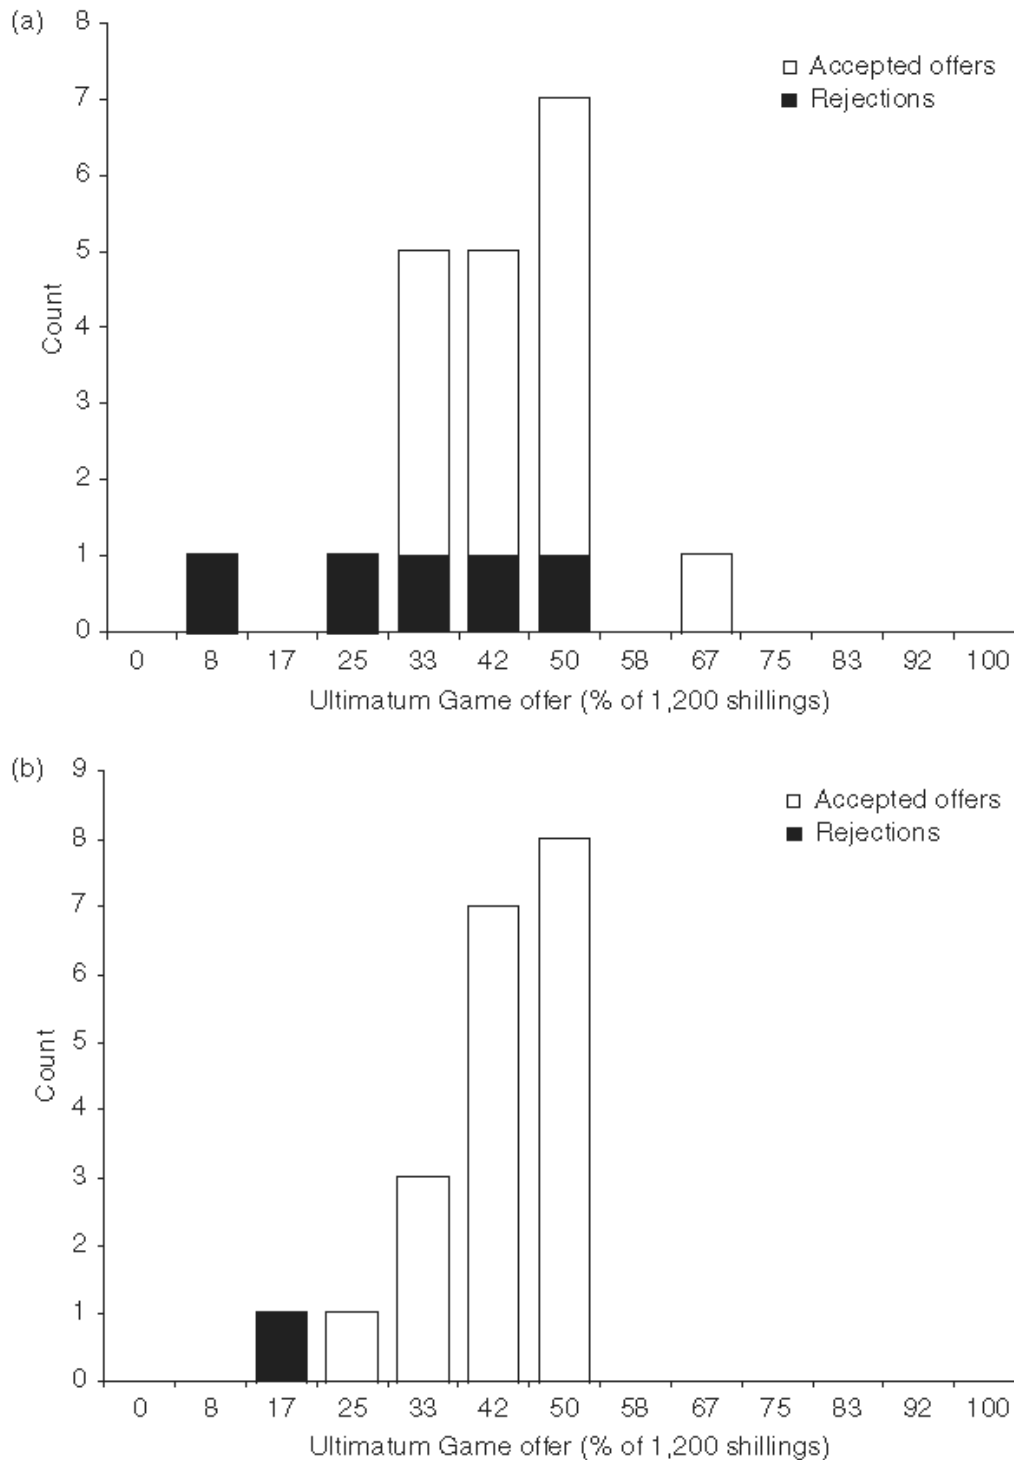 (a)
8
7
6
5
4
3
2
1
0
Count
Accepted offers
Rejections
0 8 17 25 33 42 50 58 67 75 83 92 100
Ultimatum Game offer (% of 1,200 shillings)
(b)
9
8
7
6
5
4
3
2
1
0
Count
Accepted offers
Rejections
0 8 17 25 33 42 50 58 67 75 83 92 100
Ultimatum Game offer (% of 1,200 shillings)